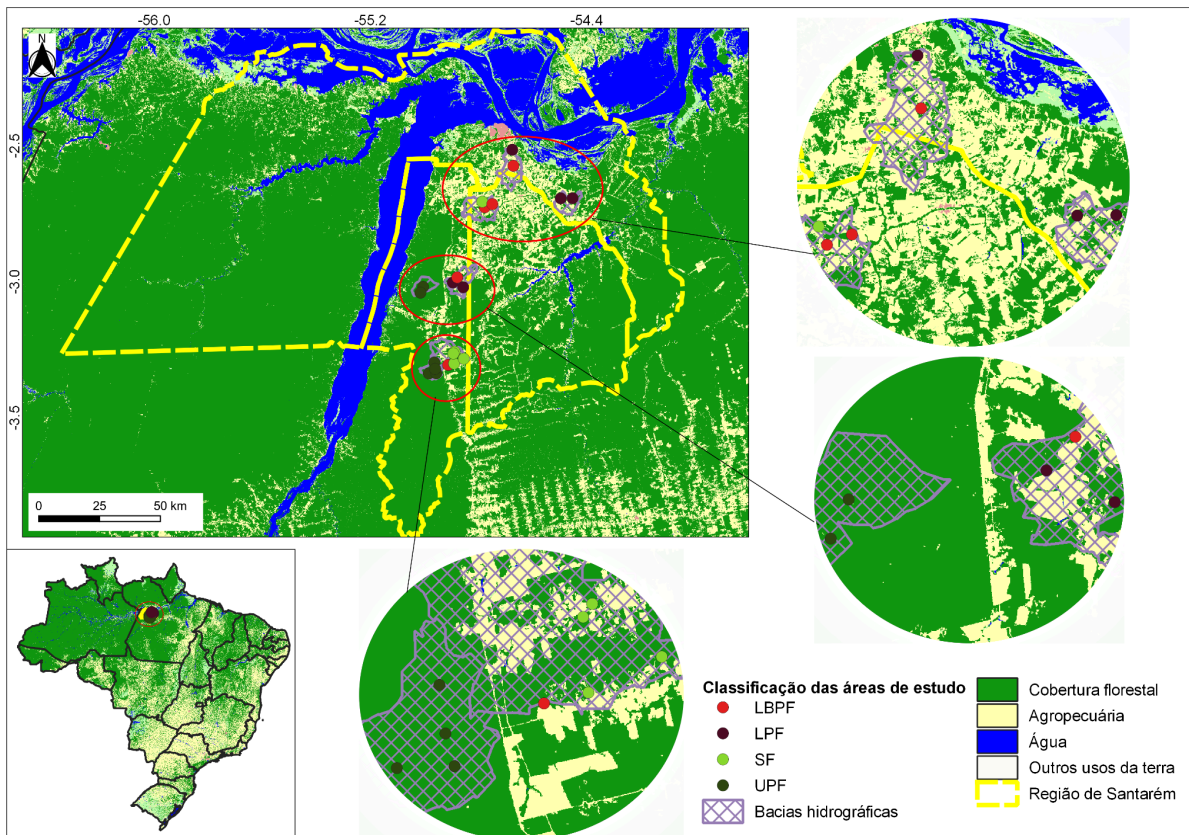 -56.0
-55.2
-54.4
N
-2.5
-3.0
-3.5
0
25
50 km
Classificação das áreas de estudo
LBPF
LPF
SF
UPF
Bacias hidrográficas
Cobertura florestal
Agropecuária
Água
Outros usos da terra
Região de Santarém